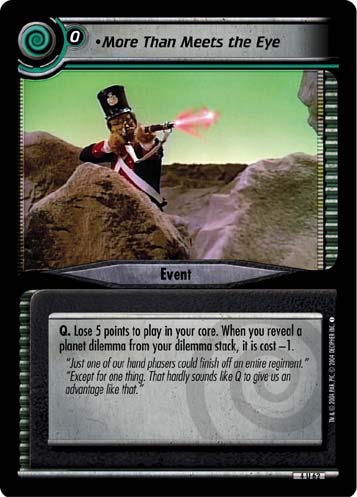 0
•More Than Meets the Eye
Event
Q. Lose 5 points to play in your core. When you reveal a
planet dilemma from your dilemma stack, it is cost –1.
"Just one of our hand phasers could finish off an entire regiment."
"Except for one thing. That hardly sounds like Q to give us an
advantage like that."
TM & © 2004 PAR. PIC. © 2004 DECIPHER INC.
4 U 62